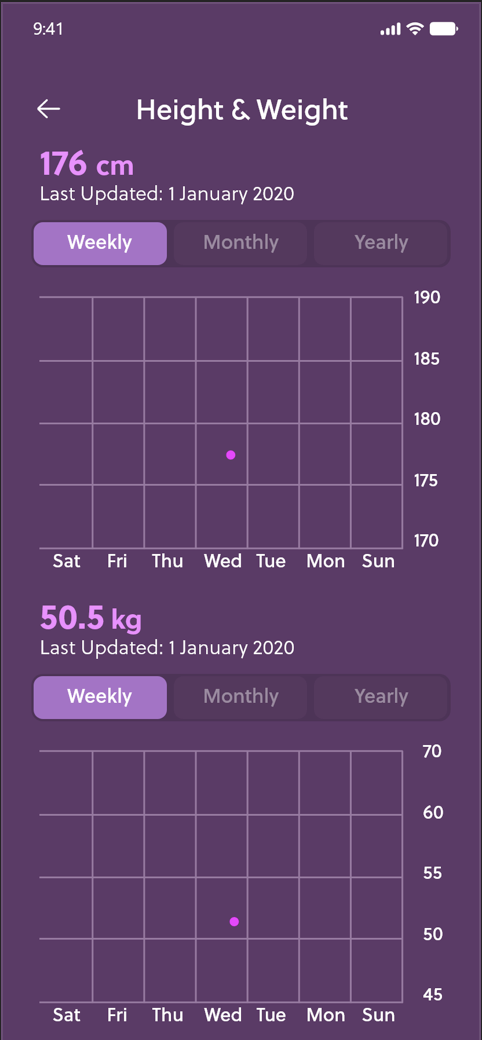 9:41
Height & Weight
176 cm
Last Updated: 1 January 2020
Weekly Monthly Yearly
190
185
180
175
170
Sat Fri Thu Wed Tue Mon Sun
50.5 kg
Last Updated: 1 January 2020
Weekly Monthly Yearly
70
60
55
50
45
Sat Fri Thu Wed Tue Mon Sun